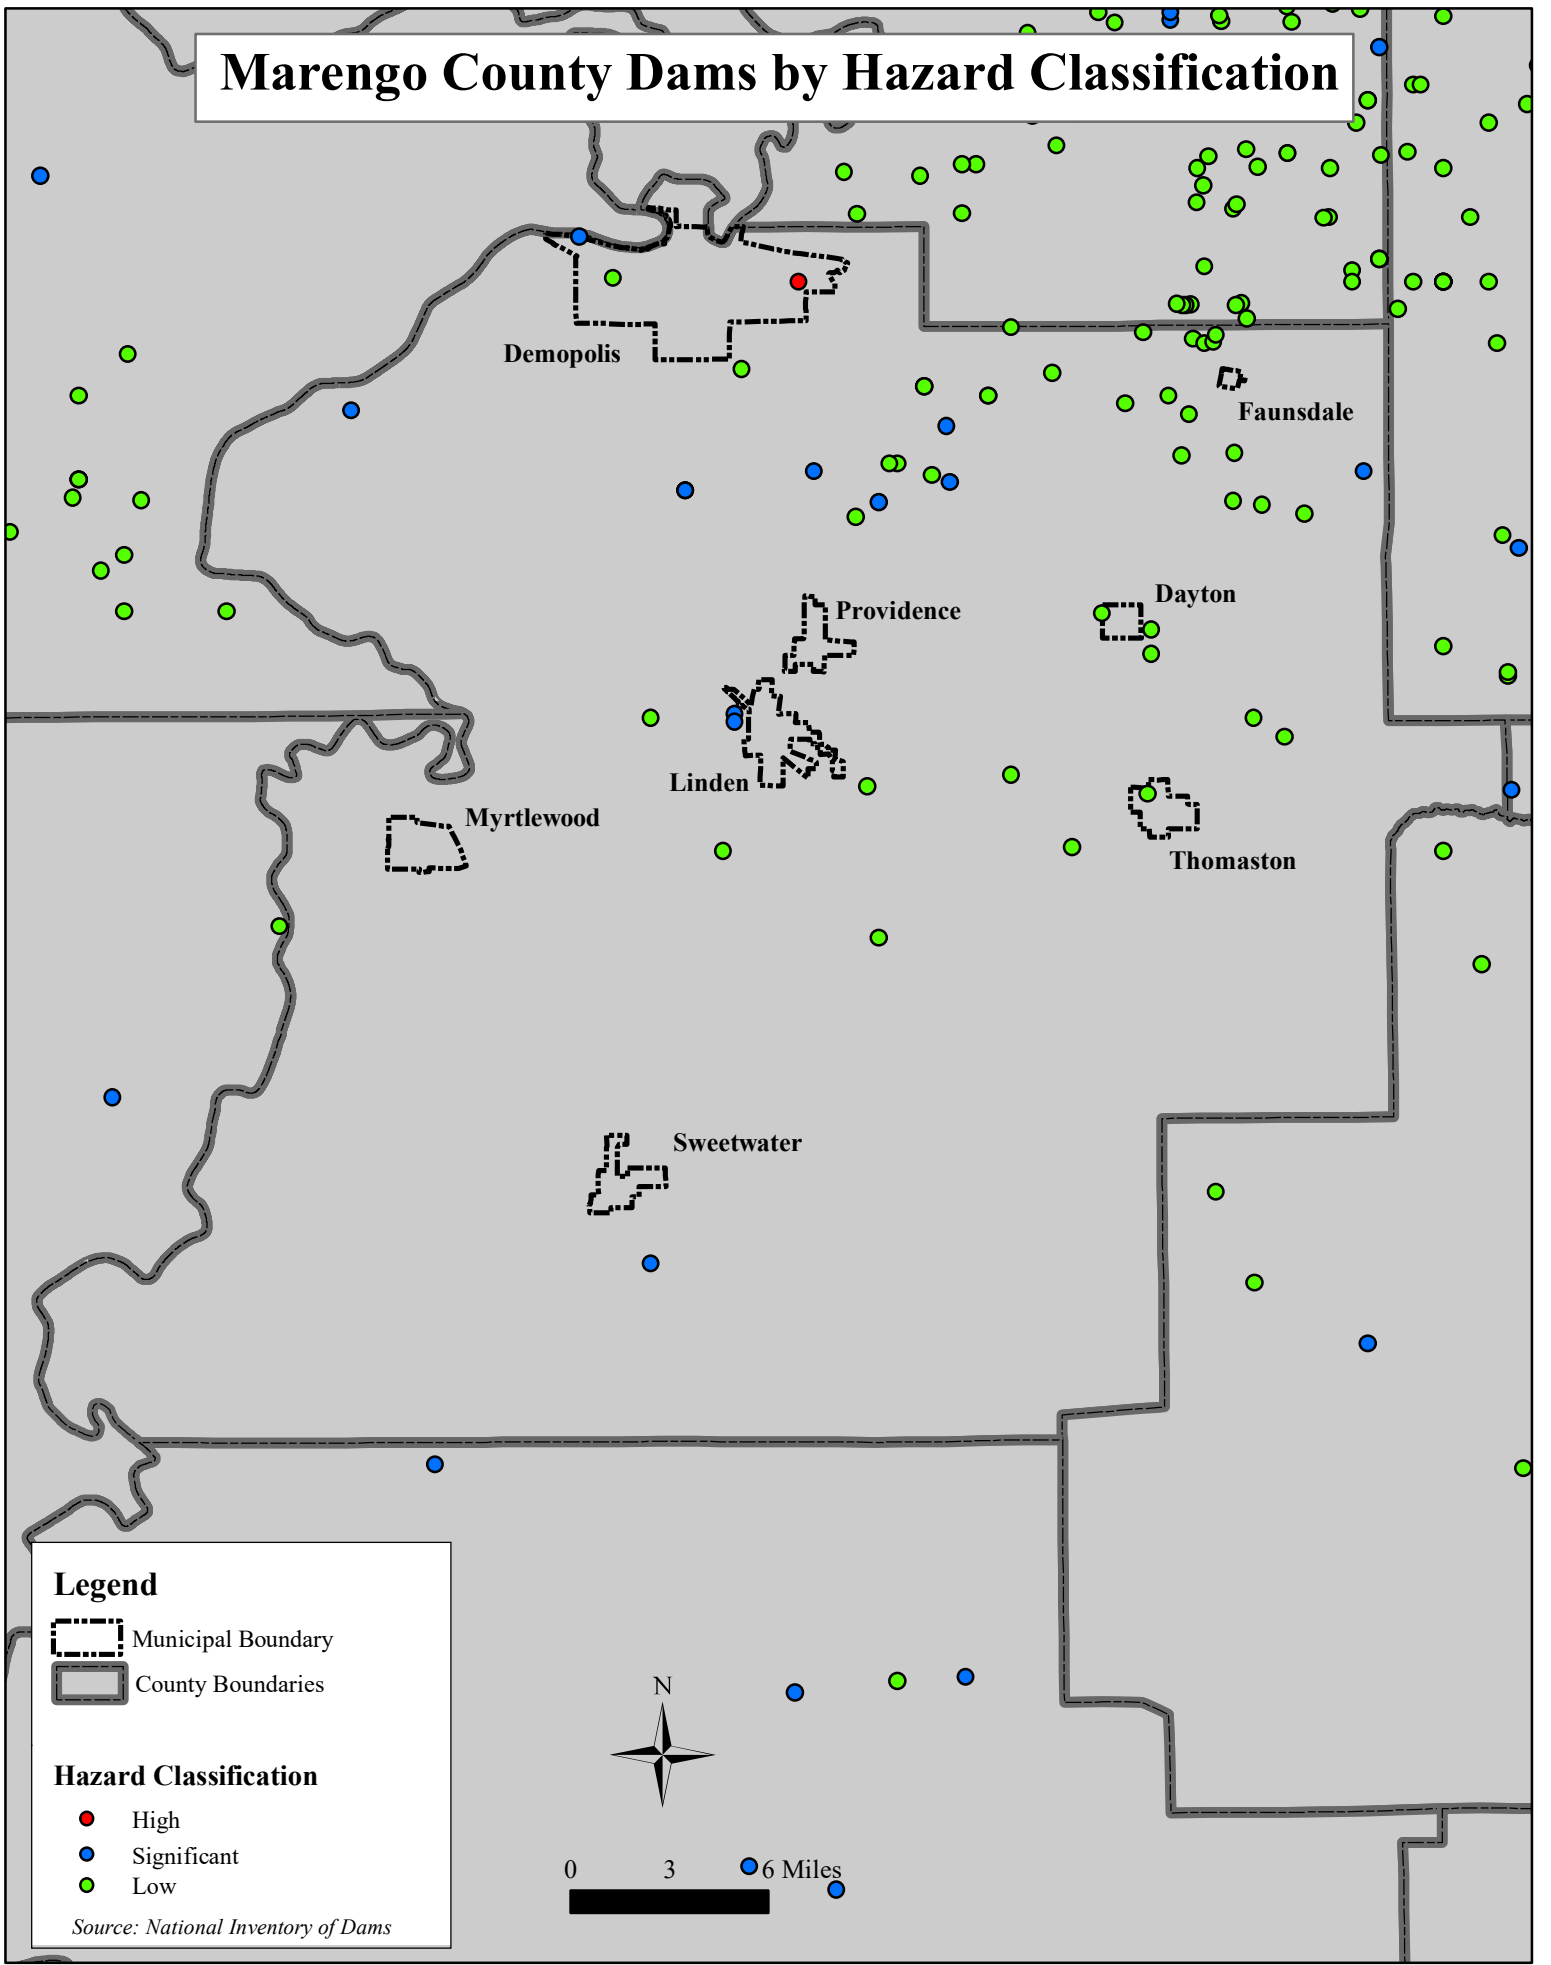 Marengo County Dams by Hazard Classification
Demopolis
Faunsdale
Dayton
Providence
Linden
Myrtlewood
Thomaston
Sweetwater
Legend
Municipal Boundary
County Boundaries
Hazard Classification
High
Significant
Low
Source: National Inventory of Dams
N
0 3 6 Miles